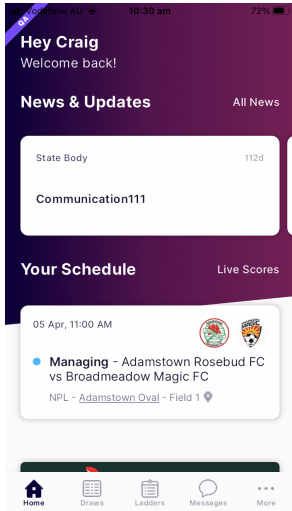 QA
Vodafone AU 10:30 am 72%
Hey Craig
Welcome back!
News & Updates All News
State Body 112d
Communication111
Your Schedule Live Scores
05 Apr, 11:00 AM
Managing - Adamstown Rosebud FC
vs Broadmeadow Magic FC
NPL - Adamstown Oval - Field 1
Home Draws Ladders Messages More